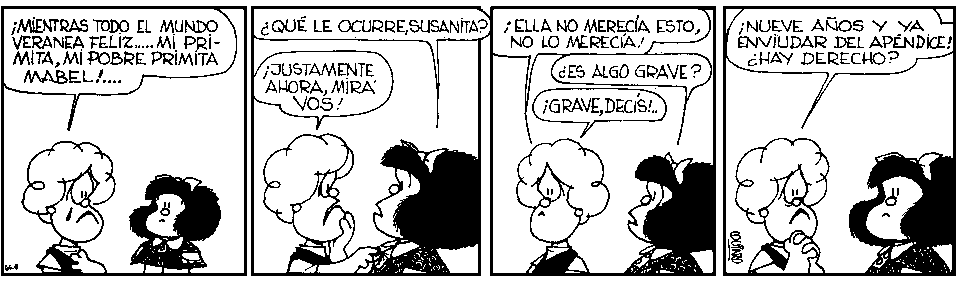 ¡MIENTRAS TODO EL MUNDO
VERANEA FELIZ.....MI PRI-
MITA, MI POBRE PRIMITA
MABEL!....
¿QUÉ LE OCURRE,SUSANITA?
¡JUSTAMENTE
AHORA, MIRÁ
VOS!
¡ELLA NO MERECÍA ESTO,
NO LO MERECÍA!
¿ES ALGO GRAVE?
¡GRAVE,DECÍS!..
¡NUEVE AÑOS Y YA
ENVIUDAR DEL APÉNDICE!
¿HAY DERECHO?